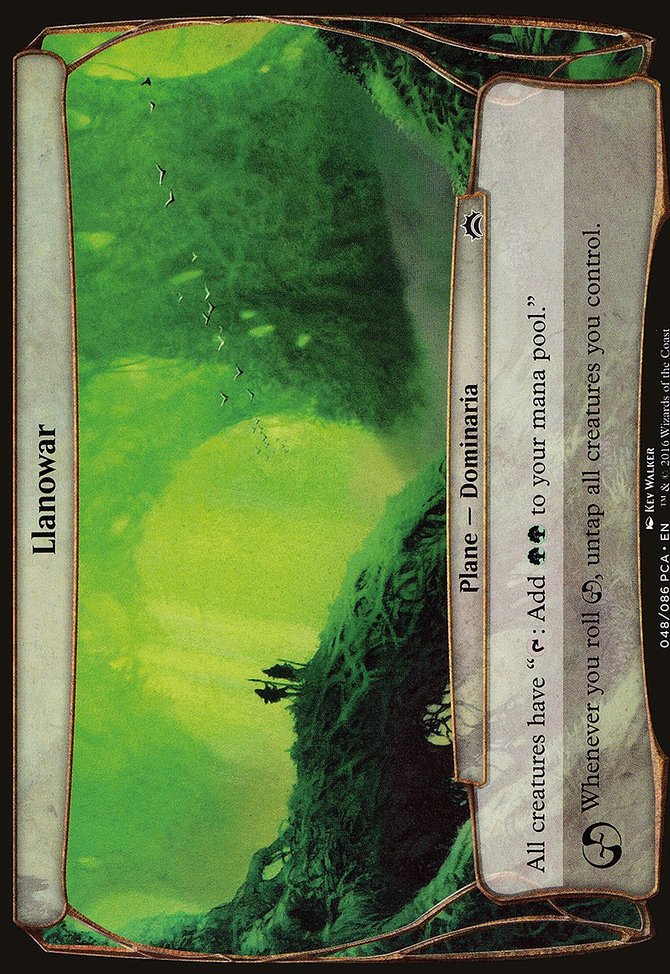 Llanowar
Plane — Dominaria
All creatures have “: Add to your mana pool.”
Whenever you roll , untap all creatures you control.
Kev Walker
048/086 PCA • EN ™ & © 2016 Wizards of the Coast